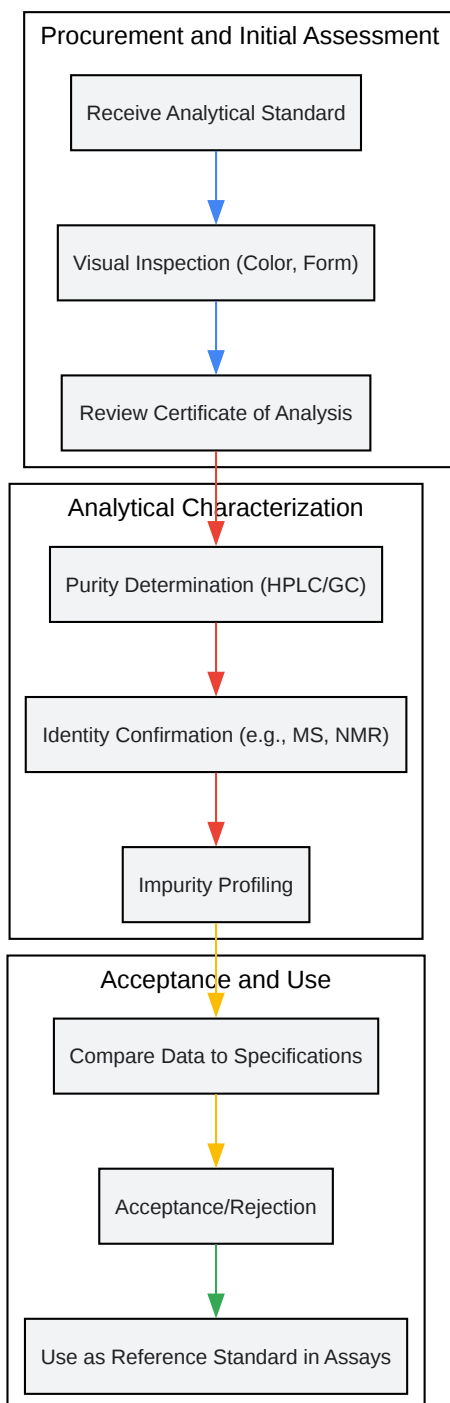 Procurement and Initial Assessment
Receive Analytical Standard
Visual Inspection (Color, Form)
Review Certificate of Analysis
Analytical Characterization
Purity Determination (HPLC/GC)
Identity Confirmation (e.g., MS, NMR)
Impurity Profiling
Acceptance and Use
Compare Data to Specifications
Acceptance/Rejection
Use as Reference Standard in Assays